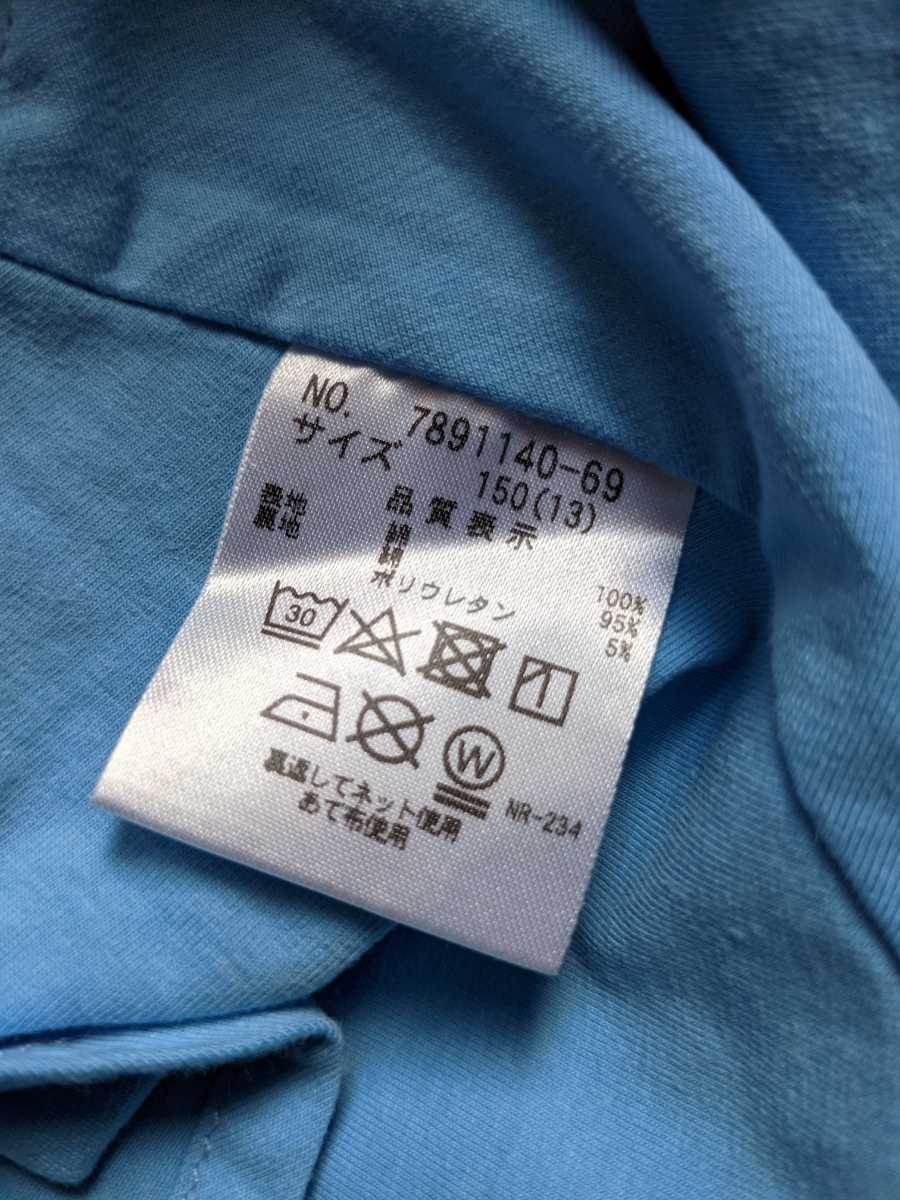 NO. 7891140-69
サイズ 150(13)
品質表示
表地 綿 100%
裏地 綿 95%
ポリウレタン 5%
30
W
裏返してネット使用
あて布使用
NR-234